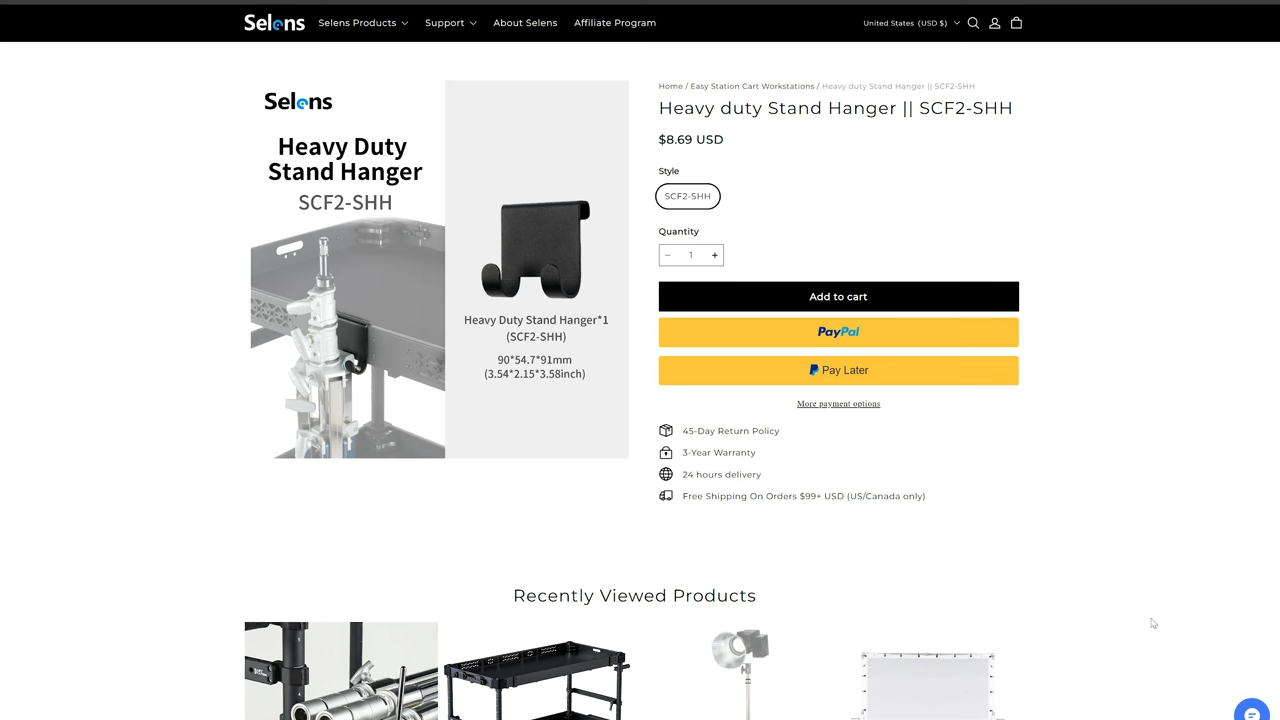 Selens
Selens Products
Support
About Selens
Affiliate Program
United States (USD $)
Selens
Heavy Duty
Stand Hanger
SCF2-SHH
Heavy Duty Stand Hanger*1
(SCF2-SHH)
90*54.7*91mm
(3.54*2.15*3.58inch)
Home / Easy Station Cart Workstations / Heavy duty Stand Hanger || SCF2-SHH
Heavy duty Stand Hanger || SCF2-SHH
$8.69 USD
Style
SCF2-SHH
Quantity
− 1 +
Add to cart
PayPal
Pay Later
More payment options
45-Day Return Policy
3-Year Warranty
24 hours delivery
Free Shipping On Orders $99+ USD (US/Canada only)
Recently Viewed Products